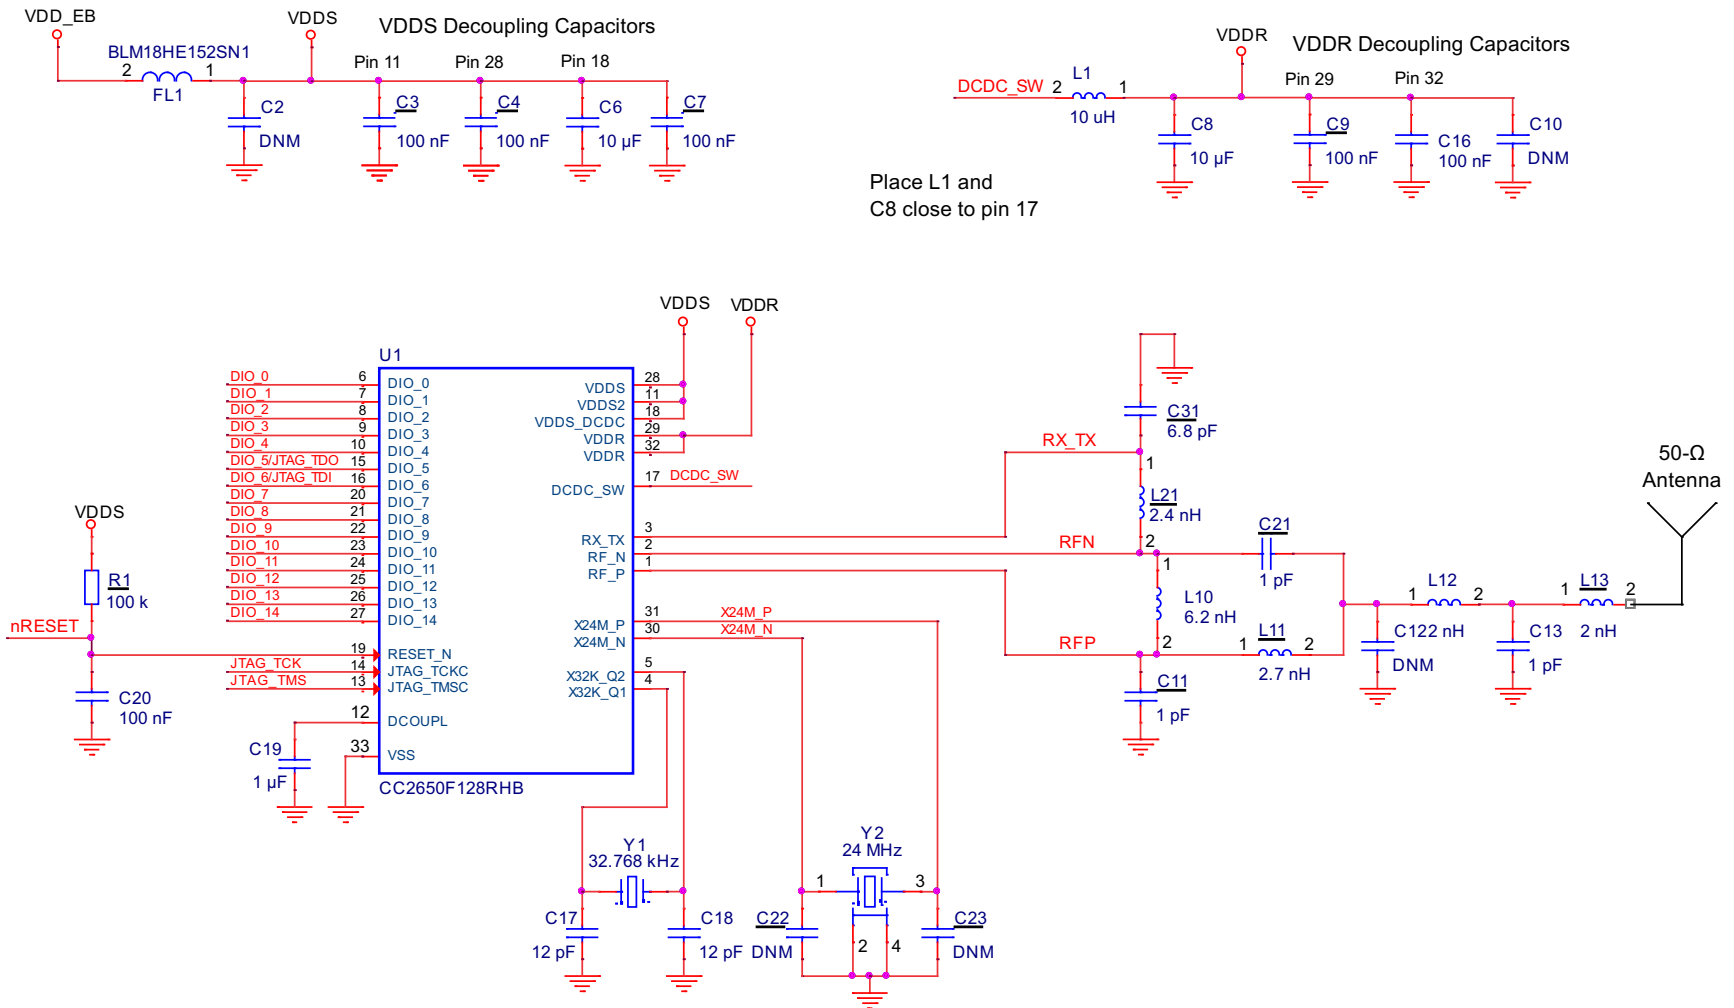 VDD_EB
VDDS
VDDS Decoupling Capacitors
BLM18HE152SN1
2
1
FL1
Pin 11
Pin 28
Pin 18
C2
DNM
C3
100 nF
C4
100 nF
C6
10 µF
C7
100 nF
VDDR
VDDR Decoupling Capacitors
DCDC_SW
2
L1
1
10 uH
Pin 29
Pin 32
C8
10 µF
C9
100 nF
C16
100 nF
C10
DNM
Place L1 and
C8 close to pin 17
VDDS
VDDR
U1
DIO_0 6 DIO_0
DIO_1 7 DIO_1
DIO_2 8 DIO_2
DIO_3 9 DIO_3
DIO_4 10 DIO_4
DIO_5/JTAG_TDO 15 DIO_5
DIO_6/JTAG_TDI 16 DIO_6
DIO_7 20 DIO_7
DIO_8 21 DIO_8
DIO_9 22 DIO_9
DIO_10 23 DIO_10
DIO_11 24 DIO_11
DIO_12 25 DIO_12
DIO_13 26 DIO_13
DIO_14 27 DIO_14
19 RESET_N
JTAG_TCK 14 JTAG_TCKC
JTAG_TMS 13 JTAG_TMSC
12 DCOUPL
33 VSS
VDDS 28
VDDS2 11
VDDS_DCDC 18
VDDR 29
VDDR 32
DCDC_SW 17 DCDC_SW
RX_TX 3
RF_N 2
RF_P 1
X24M_P 31 X24M_P
X24M_N 30 X24M_N
X32K_Q2 5
X32K_Q1 4
CC2650F128RHB
VDDS
R1
100 k
nRESET
C20
100 nF
C19
1 µF
Y1
32.768 kHz
C17
12 pF
C18
12 pF
Y2
24 MHz
1
3
C22
DNM
2
4
C23
DNM
C31
6.8 pF
RX_TX
1
L21
2.4 nH
2
RFN
C21
1 pF
1
L10
6.2 nH
2
RFP
1
L11
2
2.7 nH
C11
1 pF
1
L12
2
C122 nH
DNM
C13
1 pF
1
L13
2
2 nH
50-Ω
Antenna